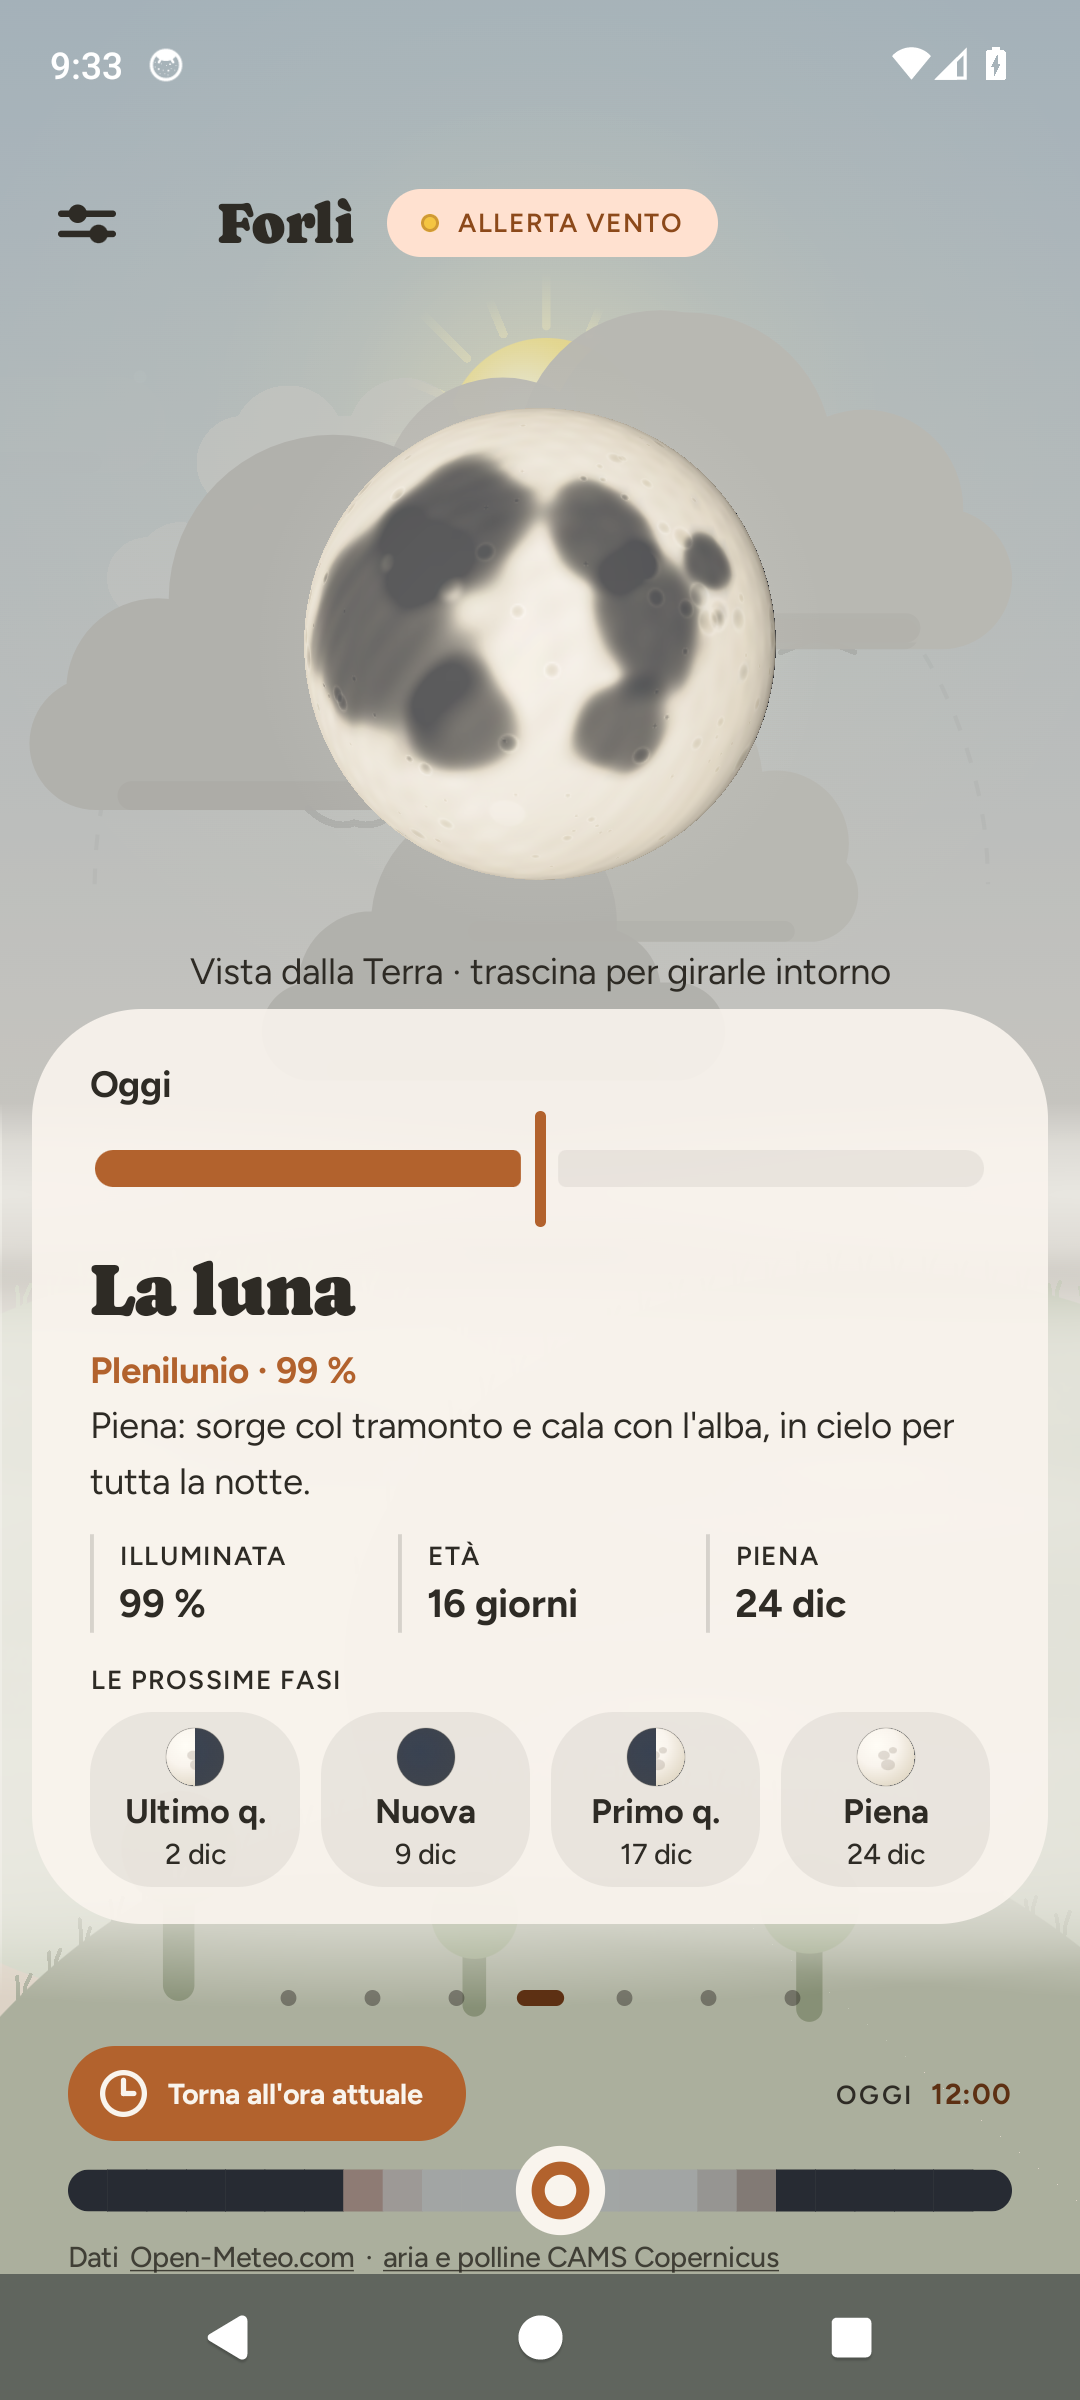 9:33
Forlì
ALLERTA VENTO
Vista dalla Terra · trascina per girarle intorno
Oggi
La luna
Plenilunio · 99 %
Piena: sorge col tramonto e cala con l'alba, in cielo per
tutta la notte.
ILLUMINATA ETÀ PIENA
99 % 16 giorni 24 dic
LE PROSSIME FASI
Ultimo q. Nuova Primo q. Piena
2 dic 9 dic 17 dic 24 dic
Torna all'ora attuale OGGI 12:00
Dati Open-Meteo.com · aria e polline CAMS Copernicus